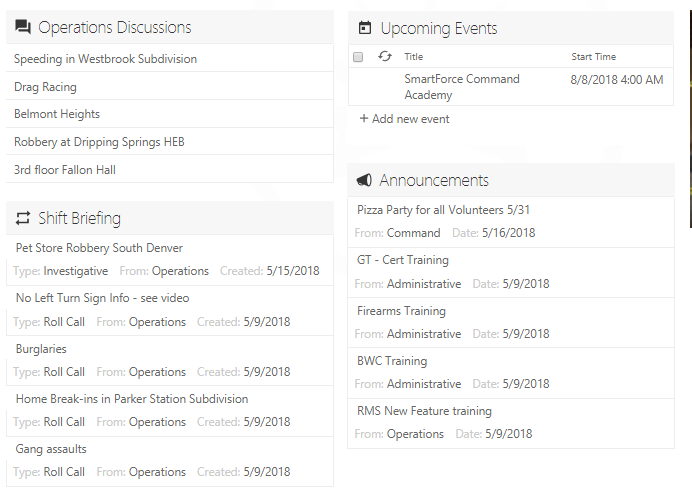 Operations Discussions
Speeding in Westbrook Subdivision
Drag Racing
Belmont Heights
Robbery at Dripping Springs HEB
3rd floor Fallon Hall
Shift Briefing
Pet Store Robbery South Denver
Type: Investigative From: Operations Created: 5/15/2018
No Left Turn Sign Info - see video
Type: Roll Call From: Operations Created: 5/9/2018
Burglaries
Type: Roll Call From: Operations Created: 5/9/2018
Home Break-ins in Parker Station Subdivision
Type: Roll Call From: Operations Created: 5/9/2018
Gang assaults
Type: Roll Call From: Operations Created: 5/9/2018
Upcoming Events
Title Start Time
SmartForce Command 8/8/2018 4:00 AM
Academy
+ Add new event
Announcements
Pizza Party for all Volunteers 5/31
From: Command Date: 5/16/2018
GT - Cert Training
From: Administrative Date: 5/9/2018
Firearms Training
From: Administrative Date: 5/9/2018
BWC Training
From: Administrative Date: 5/9/2018
RMS New Feature training
From: Operations Date: 5/9/2018